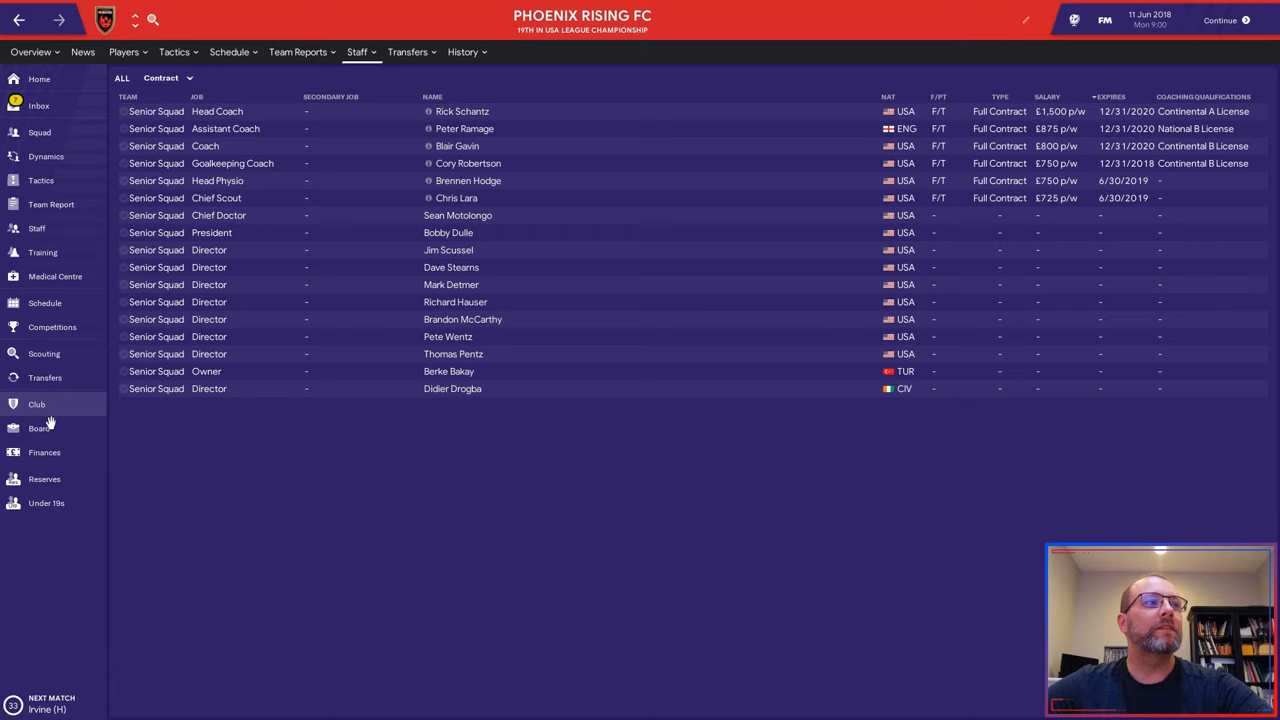 PHOENIX RISING FC
19TH IN USA LEAGUE CHAMPIONSHIP
FM
11 Jun 2018
Mon 9:00
Continue
Overview News Players Tactics Schedule Team Reports Staff Transfers History
Home
7
Inbox
Squad
Dynamics
Tactics
Team Report
Staff
Training
Medical Centre
Schedule
Competitions
Scouting
Transfers
Club
Board
Finances
Reserves
Under 19s
33
NEXT MATCH
Irvine (H)
ALL Contract
TEAM JOB SECONDARY JOB NAME NAT F/PT TYPE SALARY EXPIRES COACHING QUALIFICATIONS
Senior Squad Head Coach - Rick Schantz USA F/T Full Contract £1,500 p/w 12/31/2020 Continental A License
Senior Squad Assistant Coach - Peter Ramage ENG F/T Full Contract £875 p/w 12/31/2020 National B License
Senior Squad Coach - Blair Gavin USA F/T Full Contract £800 p/w 12/31/2020 Continental B License
Senior Squad Goalkeeping Coach - Cory Robertson USA F/T Full Contract £750 p/w 12/31/2018 Continental B License
Senior Squad Head Physio - Brennen Hodge USA F/T Full Contract £750 p/w 6/30/2019 -
Senior Squad Chief Scout - Chris Lara USA F/T Full Contract £725 p/w 6/30/2019 -
Senior Squad Chief Doctor - Sean Motolongo USA - - - - -
Senior Squad President - Bobby Dulle USA - - - - -
Senior Squad Director - Jim Scussel USA - - - - -
Senior Squad Director - Dave Stearns USA - - - - -
Senior Squad Director - Mark Detmer USA - - - - -
Senior Squad Director - Richard Hauser USA - - - - -
Senior Squad Director - Brandon McCarthy USA - - - - -
Senior Squad Director - Pete Wentz USA - - - - -
Senior Squad Director - Thomas Pentz USA - - - - -
Senior Squad Owner - Berke Bakay TUR - - - - -
Senior Squad Director - Didier Drogba CIV - - - - -